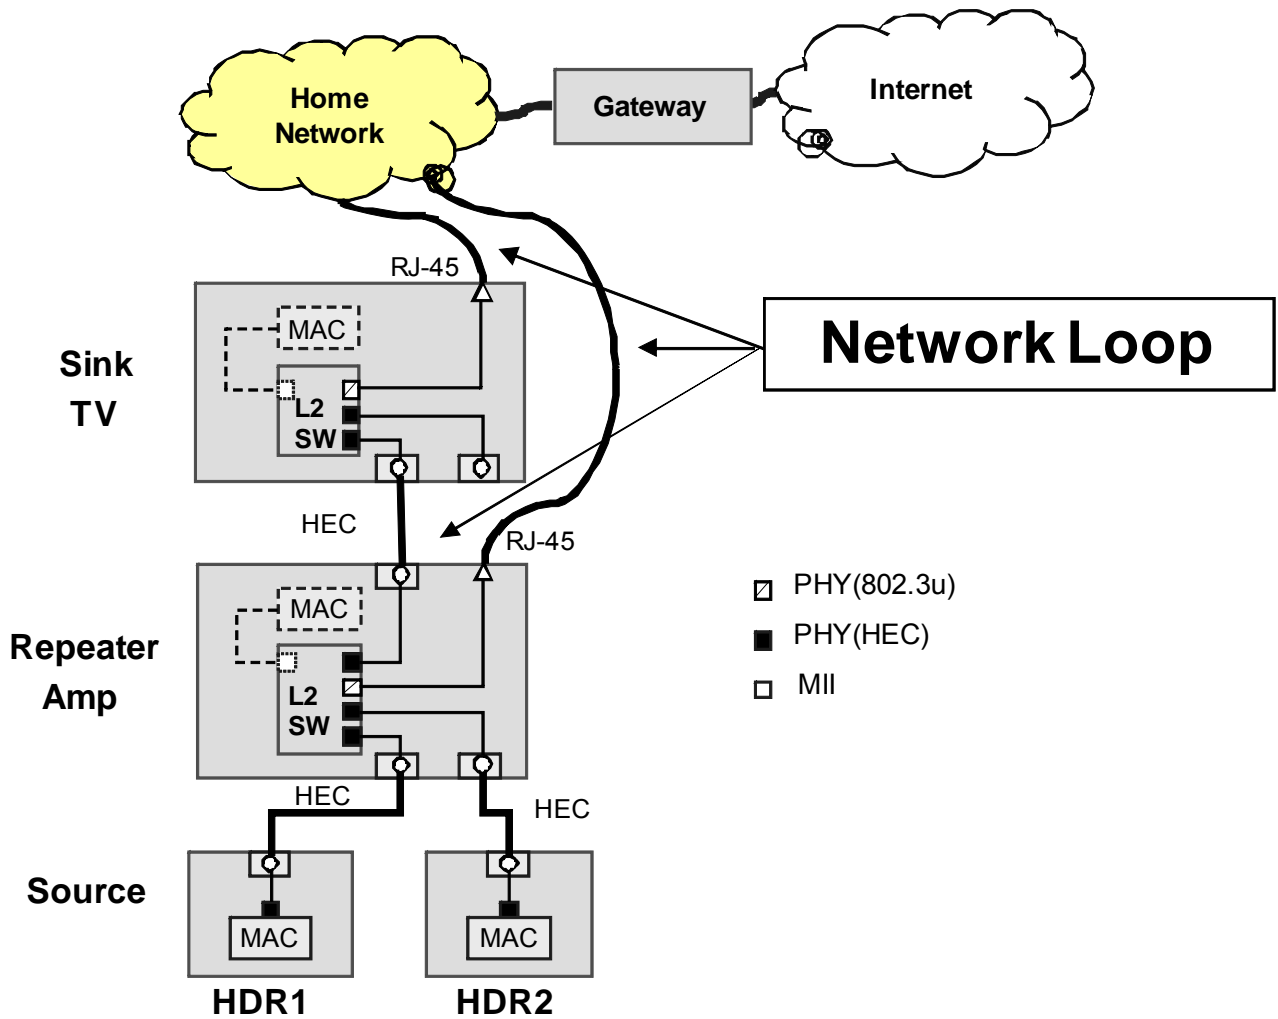 Home
Network
Gateway
Internet
RJ-45
MAC
Sink
TV
L2
SW
Network Loop
HEC
RJ-45
PHY(802.3u)
MAC
PHY(HEC)
Repeater
Amp
L2
SW
MII
HEC
HEC
Source
MAC
MAC
HDR1
HDR2